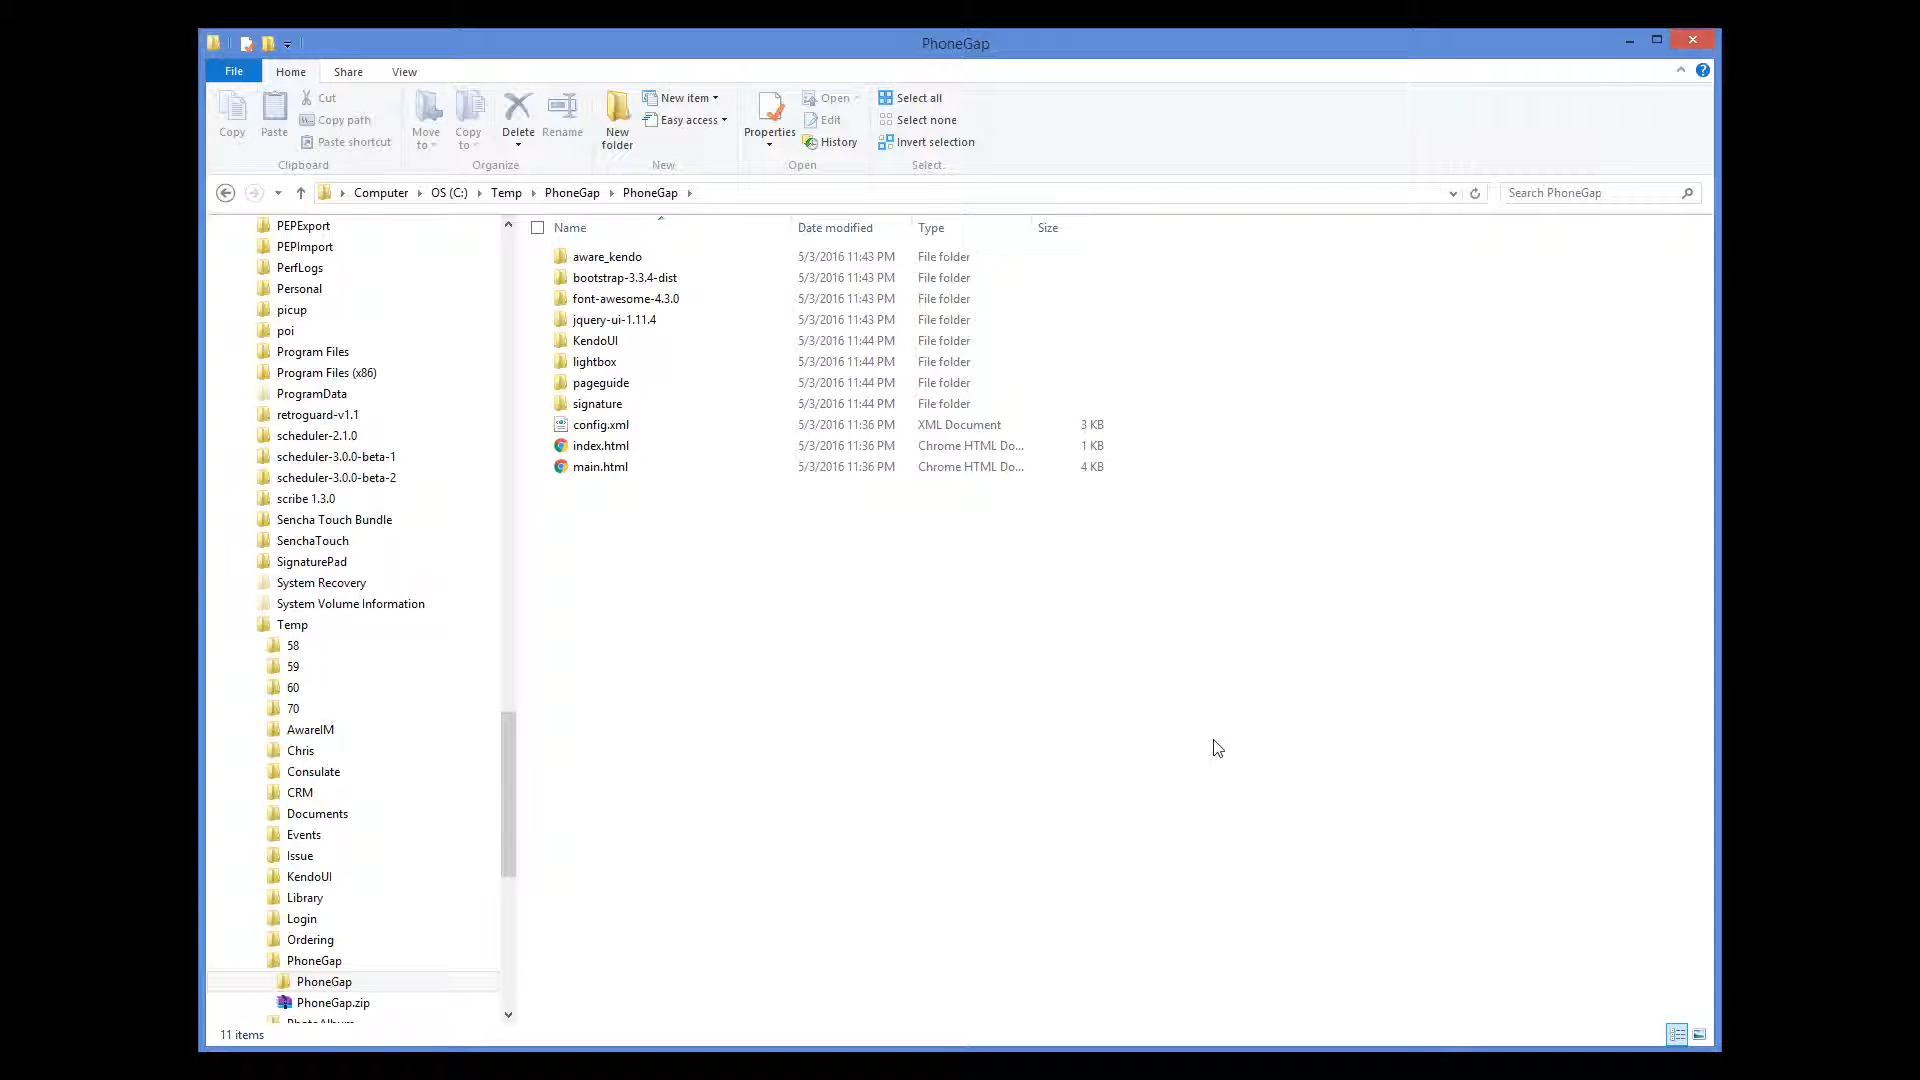 PhoneGap
File Home Share View
Copy
Paste
Cut
Copy path
Paste shortcut
Clipboard
Move to
Copy to
Delete
Rename
Organize
New folder
New item
Easy access
New
Properties
Open
Edit
History
Open
Select all
Select none
Invert selection
Select
Computer OS (C:) Temp PhoneGap PhoneGap
Search PhoneGap
PEPExport
PEPImport
PerfLogs
Personal
picup
poi
Program Files
Program Files (x86)
ProgramData
retroguard-v1.1
scheduler-2.1.0
scheduler-3.0.0-beta-1
scheduler-3.0.0-beta-2
scribe 1.3.0
Sencha Touch Bundle
SenchaTouch
SignaturePad
System Recovery
System Volume Information
Temp
58
59
60
70
AwareIM
Chris
Consulate
CRM
Documents
Events
Issue
KendoUI
Library
Login
Ordering
PhoneGap
PhoneGap
PhoneGap.zip
PhotoAlbum
Name Date modified Type Size
aware_kendo 5/3/2016 11:43 PM File folder
bootstrap-3.3.4-dist 5/3/2016 11:43 PM File folder
font-awesome-4.3.0 5/3/2016 11:43 PM File folder
jquery-ui-1.11.4 5/3/2016 11:43 PM File folder
KendoUI 5/3/2016 11:44 PM File folder
lightbox 5/3/2016 11:44 PM File folder
pageguide 5/3/2016 11:44 PM File folder
signature 5/3/2016 11:44 PM File folder
config.xml 5/3/2016 11:36 PM XML Document 3 KB
index.html 5/3/2016 11:36 PM Chrome HTML Do... 1 KB
main.html 5/3/2016 11:36 PM Chrome HTML Do... 4 KB
11 items